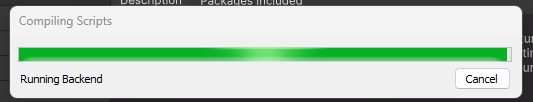 Description Packages included
Compiling Scripts
Running Backend
Cancel